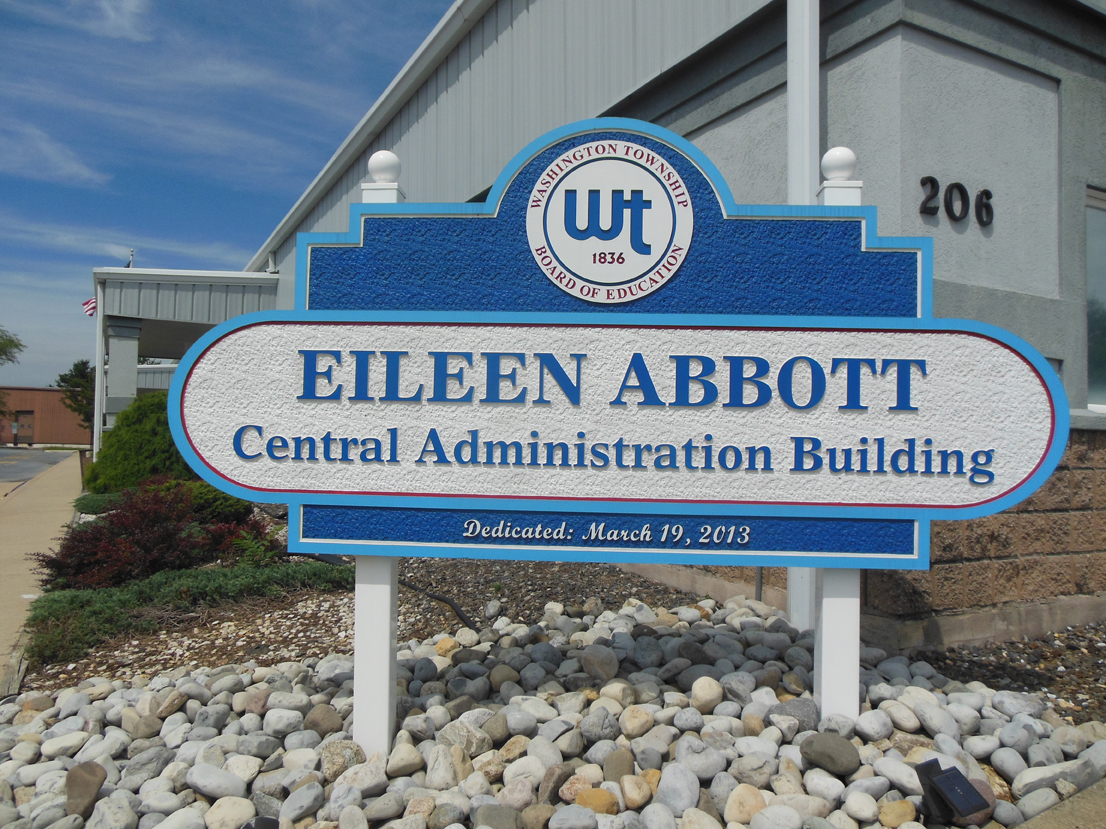 WASHINGTON TOWNSHIP
wt
1836
BOARD OF EDUCATION
206
EILEEN ABBOTT
Central Administration Building
Dedicated: March 19, 2013